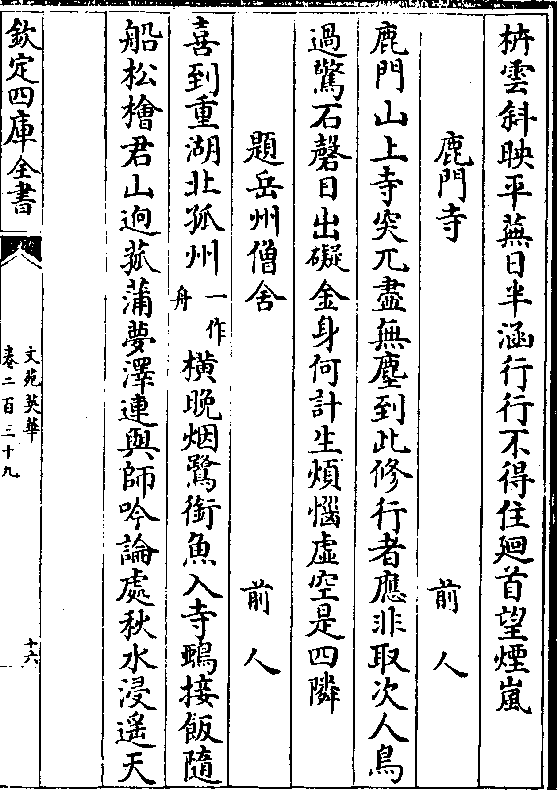 枿雲斜映平蕪日半涵行行不得住廻首望煙嵐
鹿門寺　前人
鹿門山上寺突兀盡無塵到此修行者應非取次人鳥
過驚石磬日出礙金身何計生煩惱虛空是四隣
題岳州僧舍　前人
喜到重湖北孤州一作舟橫晚烟鷺銜魚入寺鵶接飯隨
船松檜君山逈菰蒲夢澤連與師吟論處秋水浸遥天
欽定四庫全書
文苑英華
卷二百三十九
十六